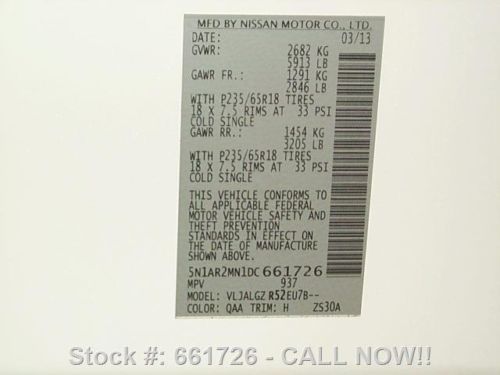 MFD BY NISSAN MOTOR CO., LTD.
DATE: 03/13
GVWR: 2682 KG
5913 LB
GAWR FR.: 1291 KG
2846 LB
WITH P235/65R18 TIRES
18 X 7.5 RIMS AT 33 PSI
COLD SINGLE
GAWR RR.: 1454 KG
3205 LB
WITH P235/65R18 TIRES
18 X 7.5 RIMS AT 33 PSI
COLD SINGLE
THIS VEHICLE CONFORMS TO
ALL APPLICABLE FEDERAL
MOTOR VEHICLE SAFETY AND
THEFT PREVENTION
STANDARDS IN EFFECT ON
THE DATE OF MANUFACTURE
SHOWN ABOVE.
5N1AR2MN1DC661726
MPV 937
MODEL: VLJALGZ R52EU7B--
COLOR: QAA TRIM: H ZS30A
Stock #: 661726 - CALL NOW!!